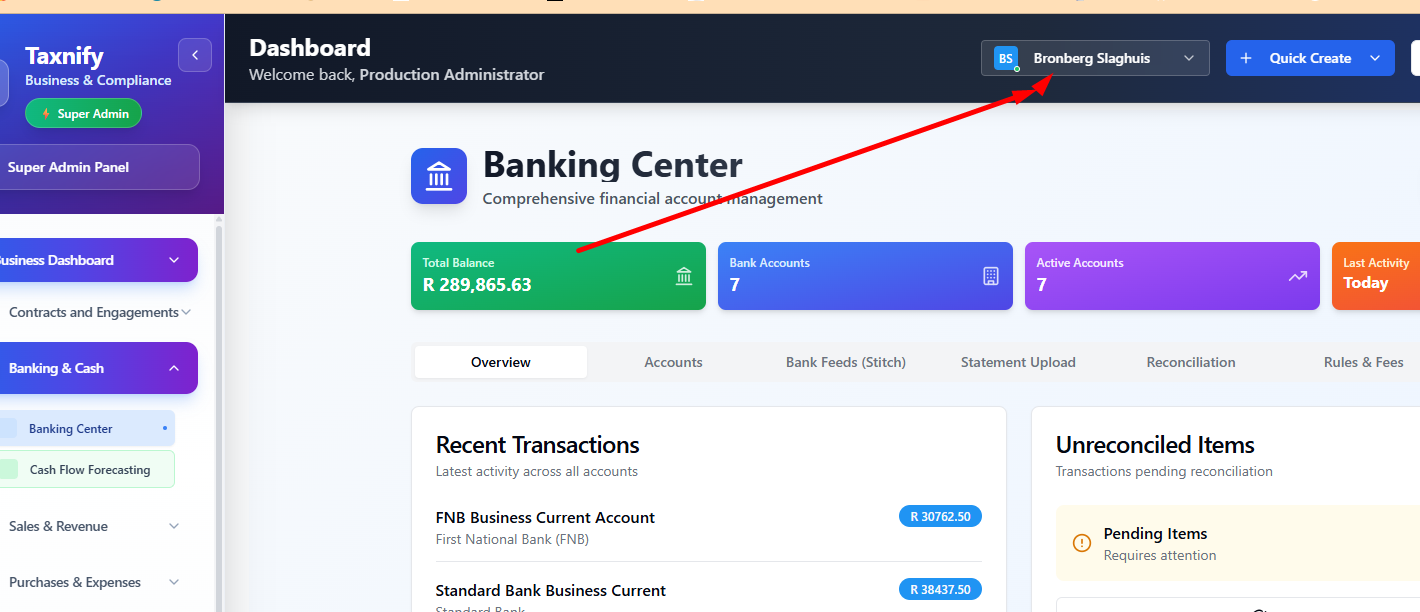 Taxnify
Business & Compliance
Super Admin
Super Admin Panel
Dashboard
Welcome back, Production Administrator
BS Bronberg Slaghuis
+ Quick Create
usiness Dashboard
Contracts and Engagements
Banking & Cash
Banking Center
Cash Flow Forecasting
Sales & Revenue
Purchases & Expenses
Banking Center
Comprehensive financial account management
Total Balance
R 289,865.63
Bank Accounts
7
Active Accounts
7
Last Activity
Today
Overview Accounts Bank Feeds (Stitch) Statement Upload Reconciliation Rules & Fees
Recent Transactions
Latest activity across all accounts
FNB Business Current Account
R 30762.50
First National Bank (FNB)
Standard Bank Business Current
R 38437.50
Standard Bank
Unreconciled Items
Transactions pending reconciliation
Pending Items
Requires attention